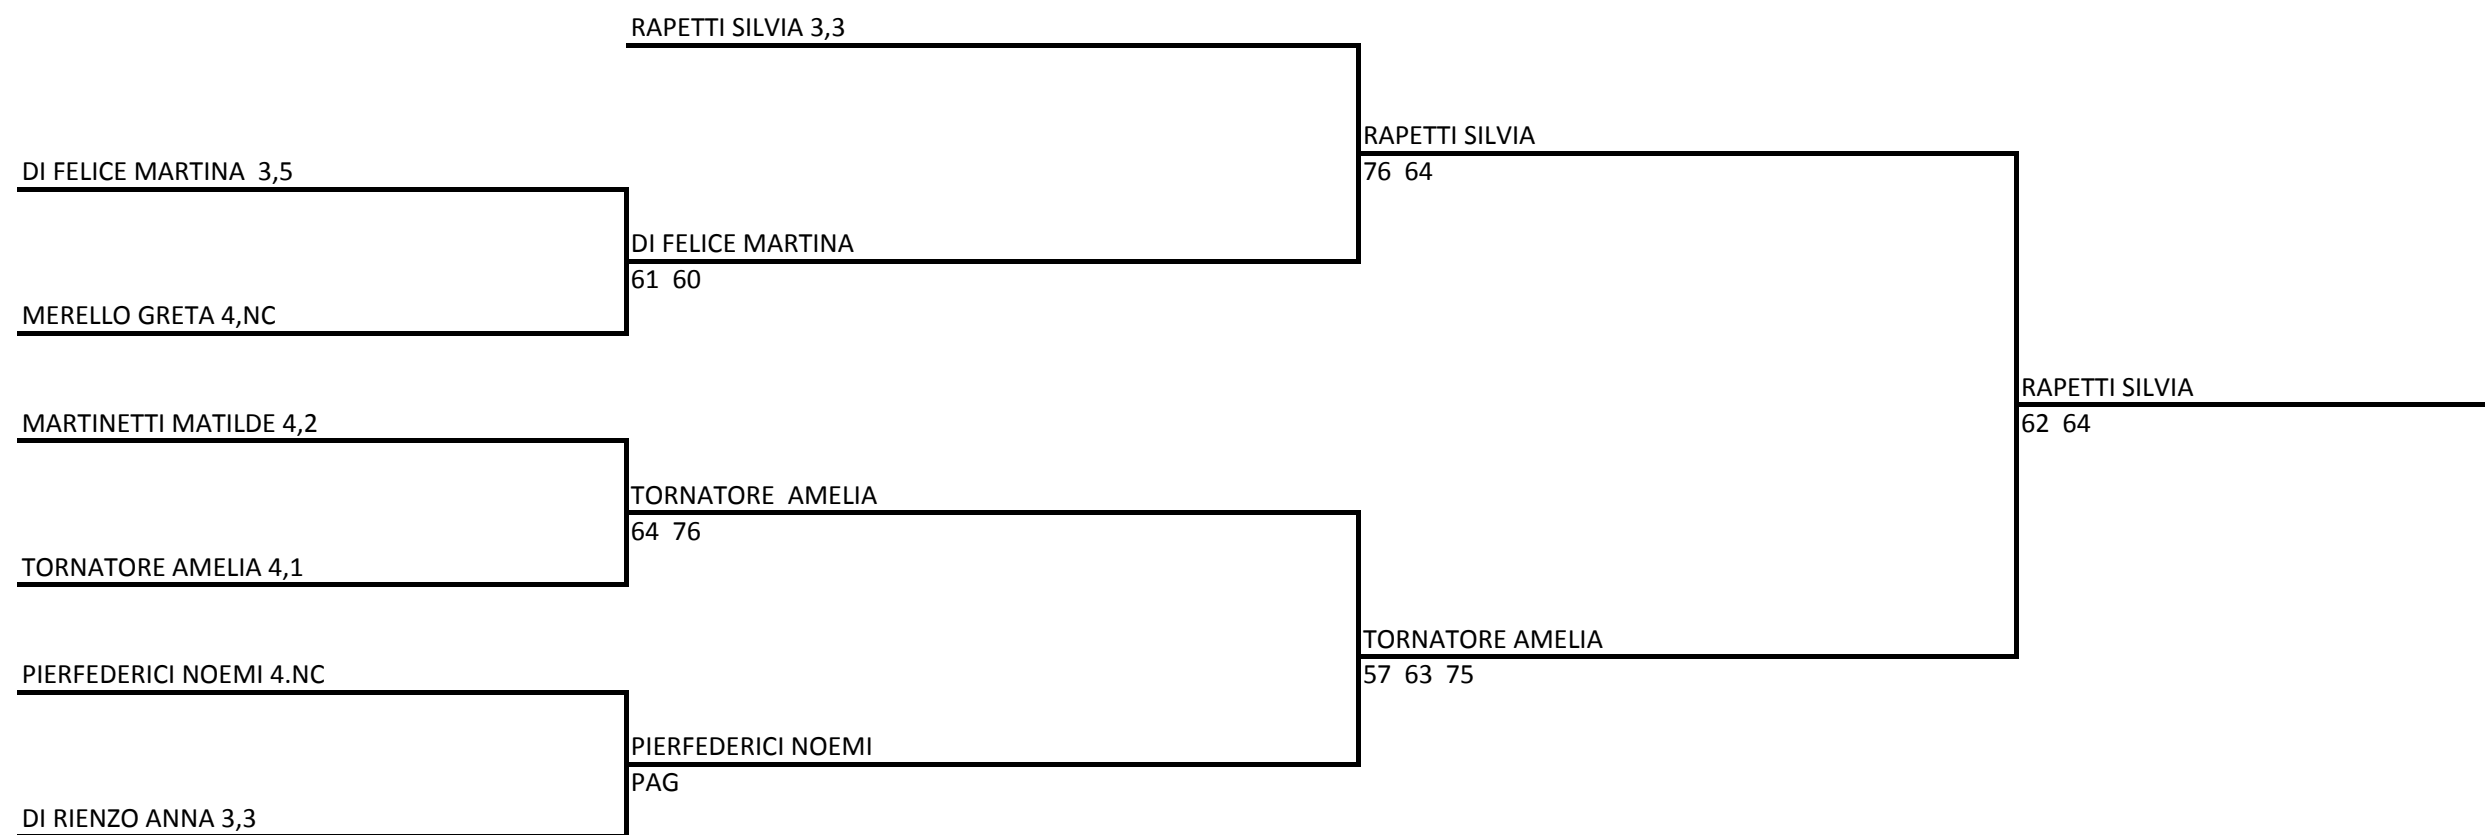 RAPETTI SILVIA 3,3
RAPETTI SILVIA
DI FELICE MARTINA  3,5
76  64
DI FELICE MARTINA
61  60
MERELLO GRETA 4,NC
RAPETTI SILVIA
MARTINETTI MATILDE 4,2
62  64
TORNATORE  AMELIA
64  76
TORNATORE AMELIA 4,1
TORNATORE AMELIA
PIERFEDERICI NOEMI 4.NC
57  63  75
PIERFEDERICI NOEMI
PAG
DI RIENZO ANNA 3,3